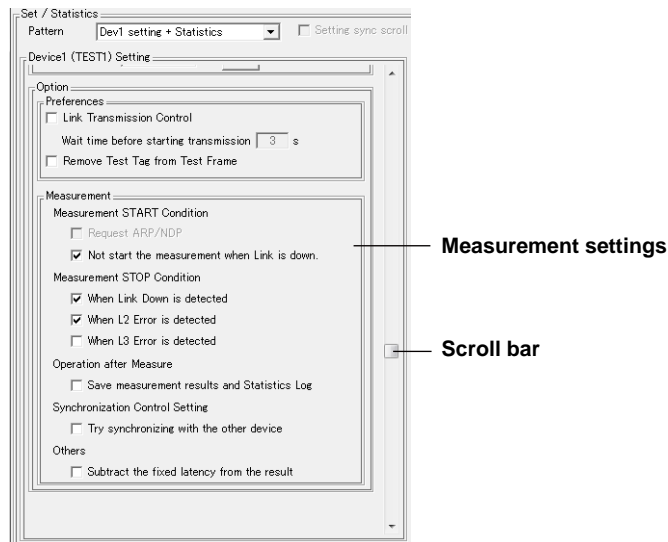 Set / Statistics
Pattern Dev1 setting + Statistics Setting sync scroll
Device1 (TEST1) Setting
Option
Preferences
Link Transmission Control
Wait time before starting transmission 3 s
Remove Test Tag from Test Frame
Measurement
Measurement START Condition
Request ARP/NDP
Not start the measurement when Link is down.
Measurement settings
Measurement STOP Condition
When Link Down is detected
When L2 Error is detected
When L3 Error is detected
Scroll bar
Operation after Measure
Save measurement results and Statistics Log
Synchronization Control Setting
Try synchronizing with the other device
Others
Subtract the fixed latency from the result